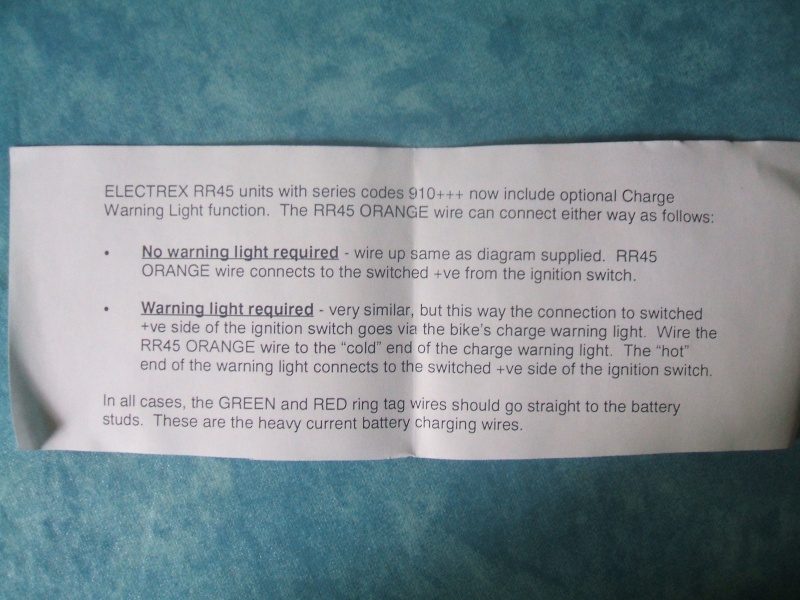 ELECTREX RR45 units with series codes 910+++ now include optional Charge
Warning Light function.  The RR45 ORANGE wire can connect either way as follows:
• No warning light required - wire up same as diagram supplied.  RR45
ORANGE wire connects to the switched +ve from the ignition switch.
• Warning light required - very similar, but this way the connection to switched
+ve side of the ignition switch goes via the bike's charge warning light.  Wire the
RR45 ORANGE wire to the “cold” end of the charge warning light.  The “hot”
end of the warning light connects to the switched +ve side of the ignition switch.
In all cases, the GREEN and RED ring tag wires should go straight to the battery
studs.  These are the heavy current battery charging wires.